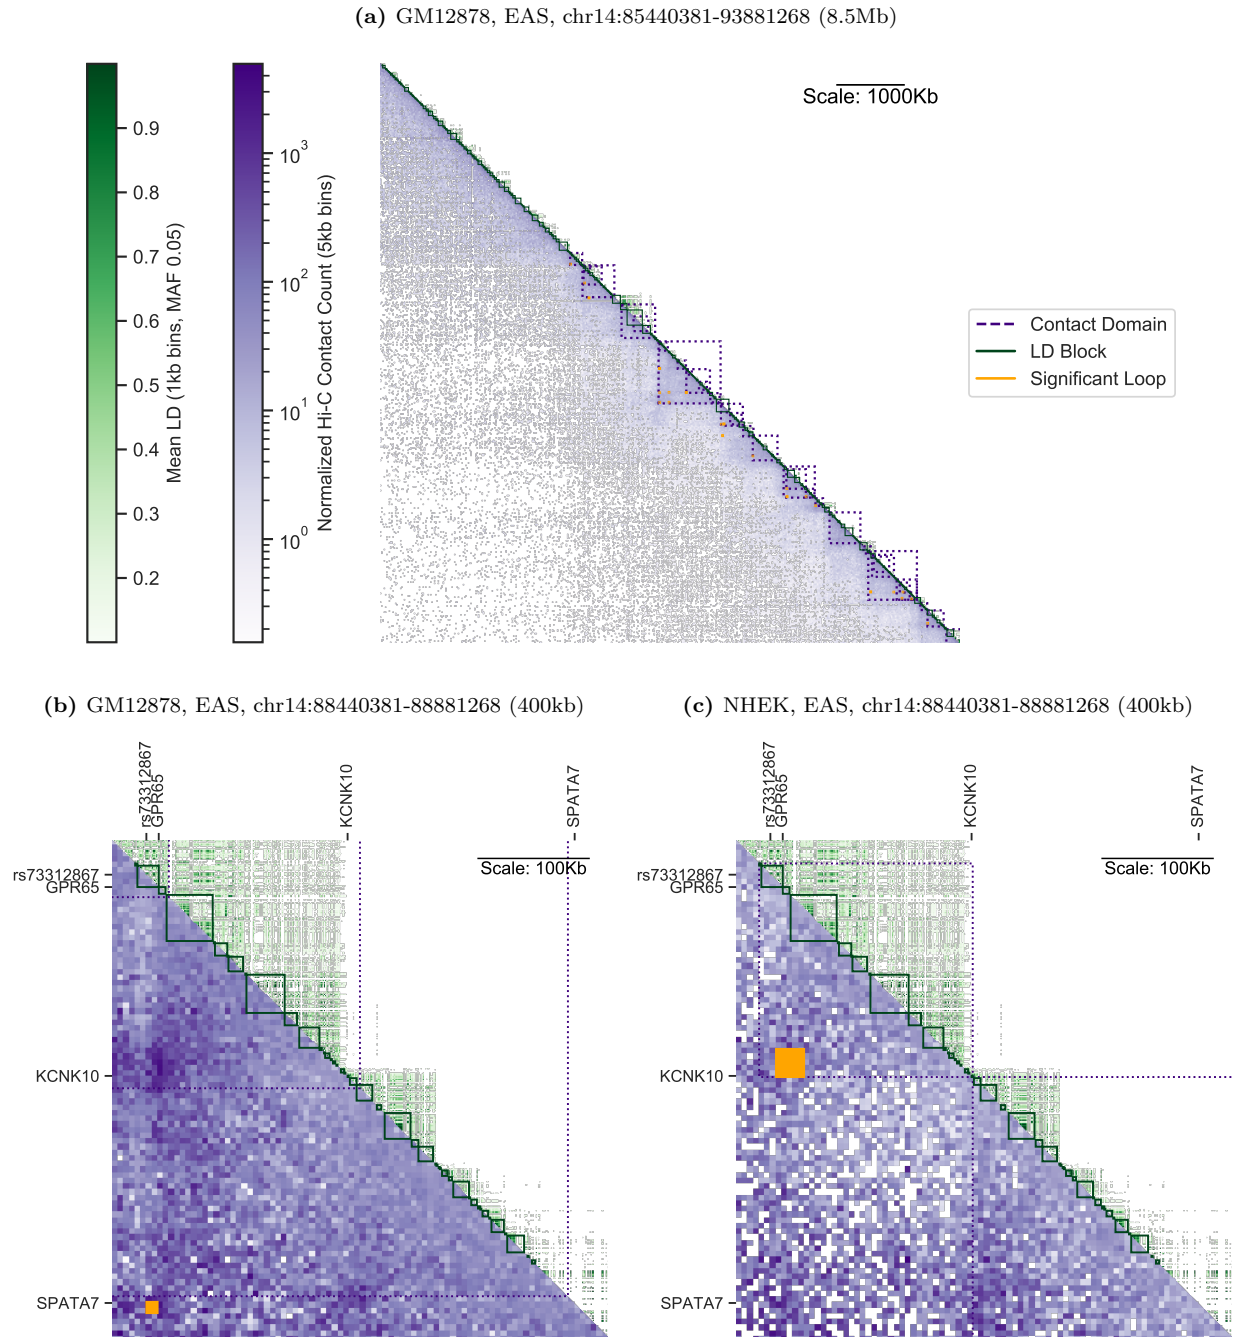 (a) GM12878, EAS, chr14:85440381-93881268 (8.5Mb)
Scale: 1000Kb
0.9
0.8
0.7
0.6
0.5
0.4
0.3
0.2
Mean LD (1kb bins, MAF 0.05)
10^3
10^2
10^1
10^0
Normalized Hi-C Contact Count (5kb bins)
Contact Domain
LD Block
Significant Loop
(b) GM12878, EAS, chr14:88440381-88881268 (400kb)
rs73312867
GPR65
KCNK10
SPATA7
Scale: 100Kb
rs73312867
GPR65
KCNK10
SPATA7
(c) NHEK, EAS, chr14:88440381-88881268 (400kb)
rs73312867
GPR65
KCNK10
SPATA7
Scale: 100Kb
rs73312867
GPR65
KCNK10
SPATA7